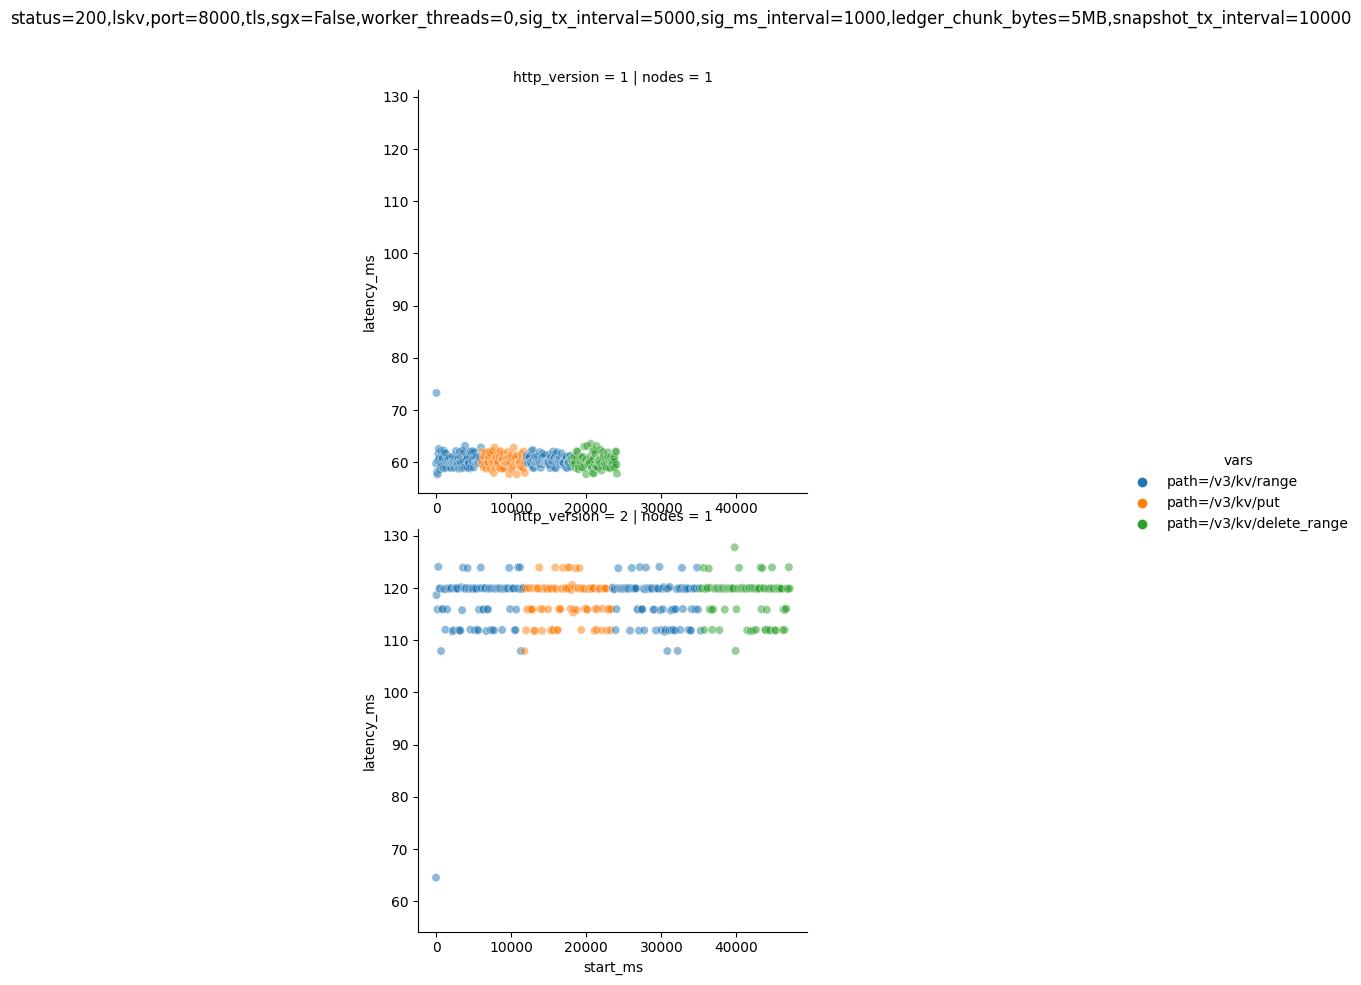 status=200,lskv,port=8000,tls,sgx=False,worker_threads=0,sig_tx_interval=5000,sig_ms_interval=1000,ledger_chunk_bytes=5MB,snapshot_tx_interval=10000
http_version = 1 | nodes = 1
130
120
110
100
90
80
70
60
latency_ms
0 10000 20000 30000 40000
http_version = 2 | nodes = 1
130
120
110
100
90
80
70
60
latency_ms
0 10000 20000 30000 40000
start_ms
vars
path=/v3/kv/range
path=/v3/kv/put
path=/v3/kv/delete_range